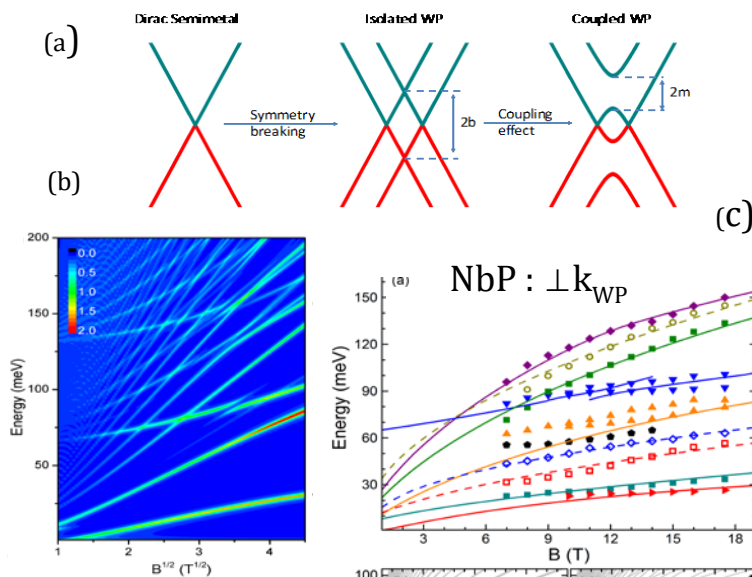 Dirac Semimetal
Isolated WP
Coupled WP
(a)
Symmetry
breaking
2b
Coupling
effect
2m
(b)
(c)
200
150
100
50
Energy (meV)
0.0
0.5
1.0
1.5
2.0
1
2
3
4
B1/2 (T1/2)
(a)
NbP : ⊥kWP
150
120
90
60
30
Energy (meV)
3
6
9
12
15
18
B (T)
100